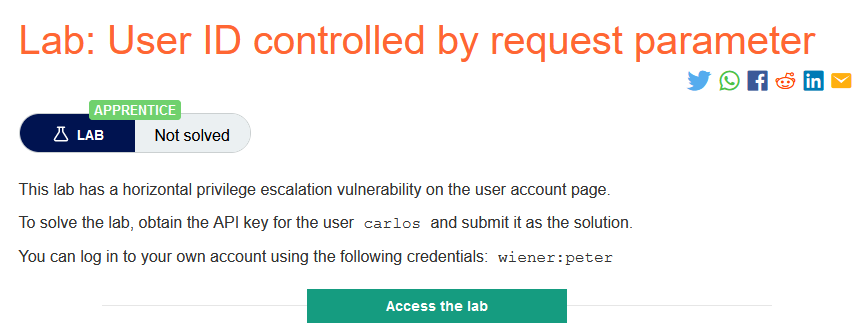 Lab: User ID controlled by request parameter
APPRENTICE
LAB
Not solved
This lab has a horizontal privilege escalation vulnerability on the user account page.
To solve the lab, obtain the API key for the user carlos and submit it as the solution.
You can log in to your own account using the following credentials: wiener:peter
Access the lab